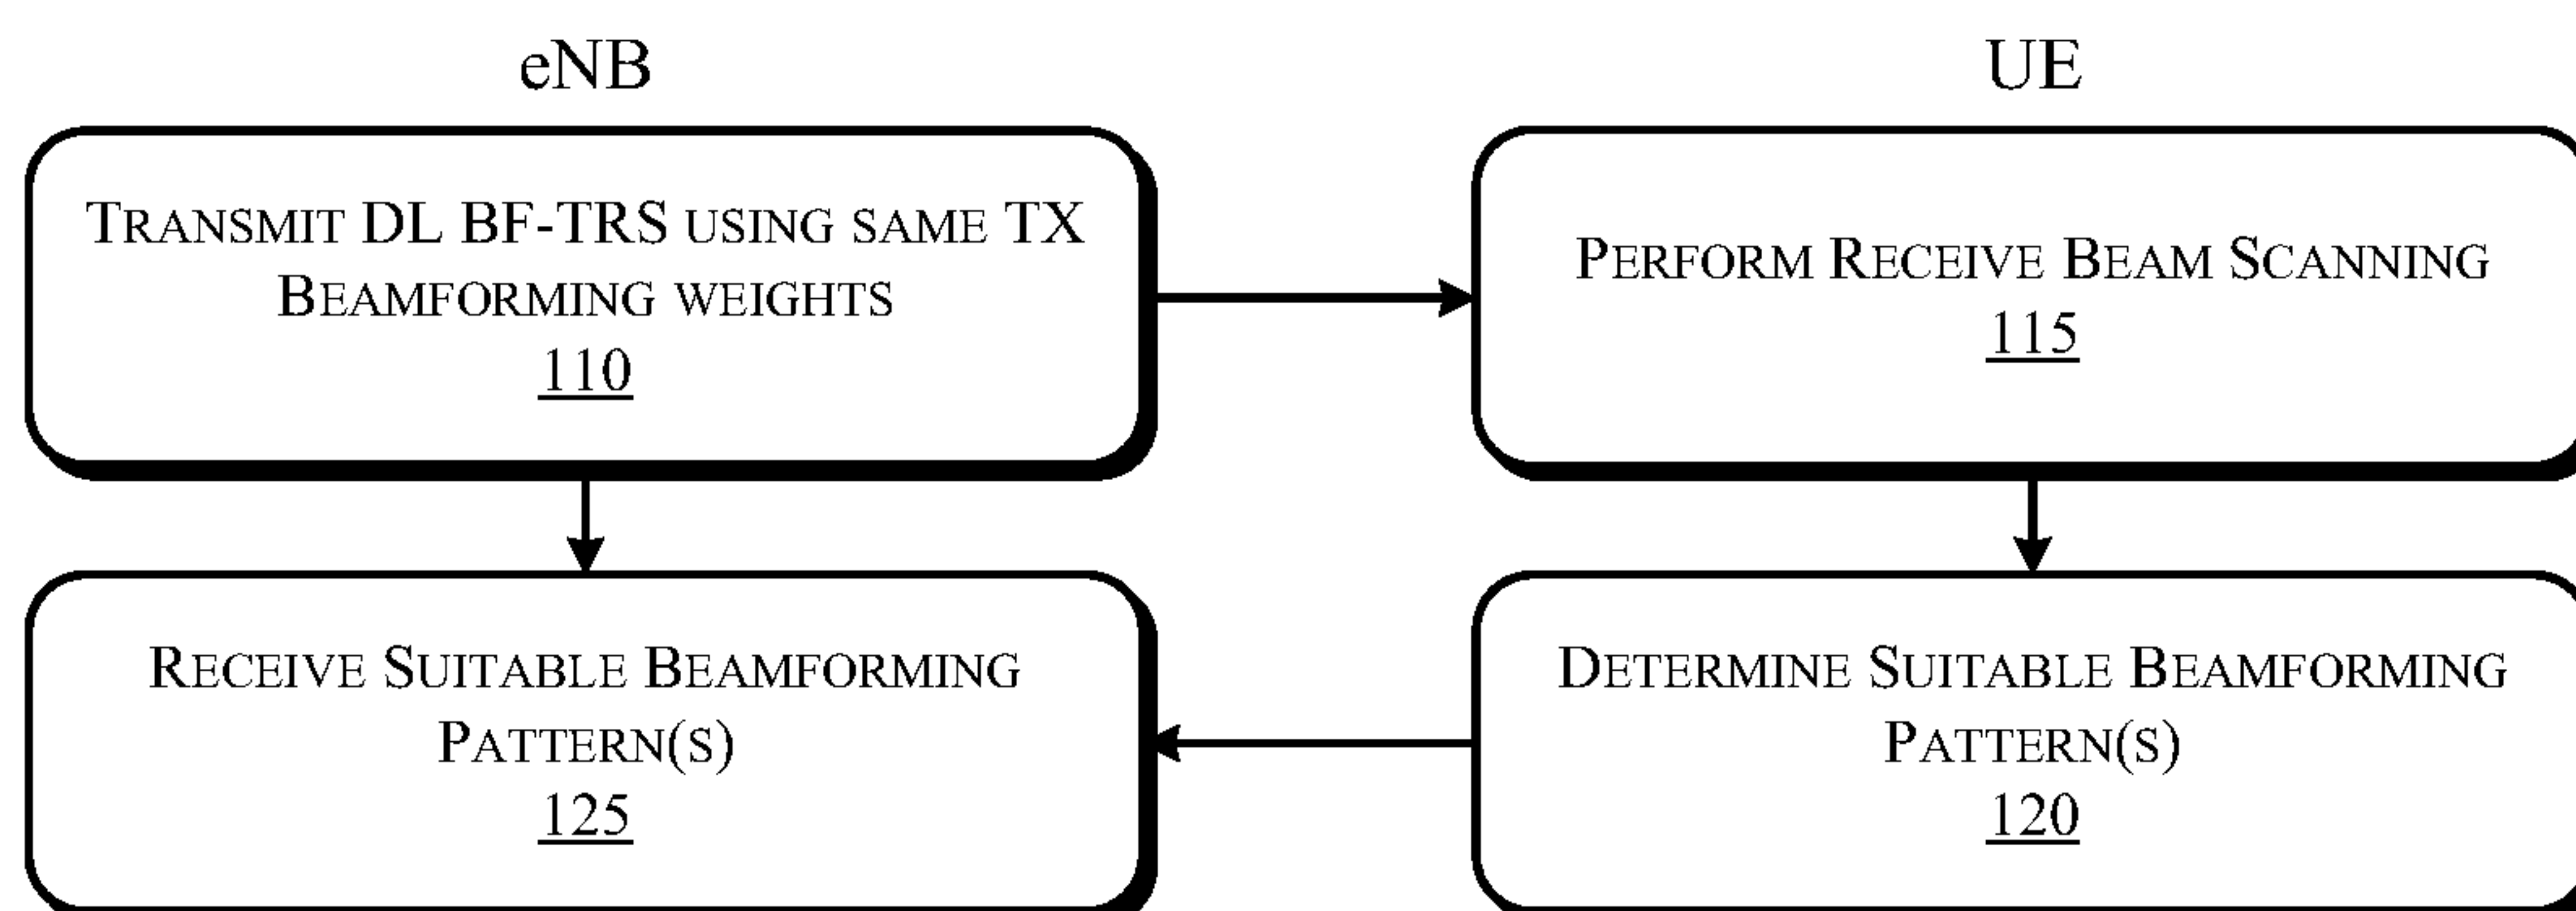 eNB
UE
TRANSMIT DL BF-TRS USING SAME TX
BEAMFORMING WEIGHTS
110
PERFORM RECEIVE BEAM SCANNING
115
RECEIVE SUITABLE BEAMFORMING
PATTERN(S)
125
DETERMINE SUITABLE BEAMFORMING
PATTERN(S)
120